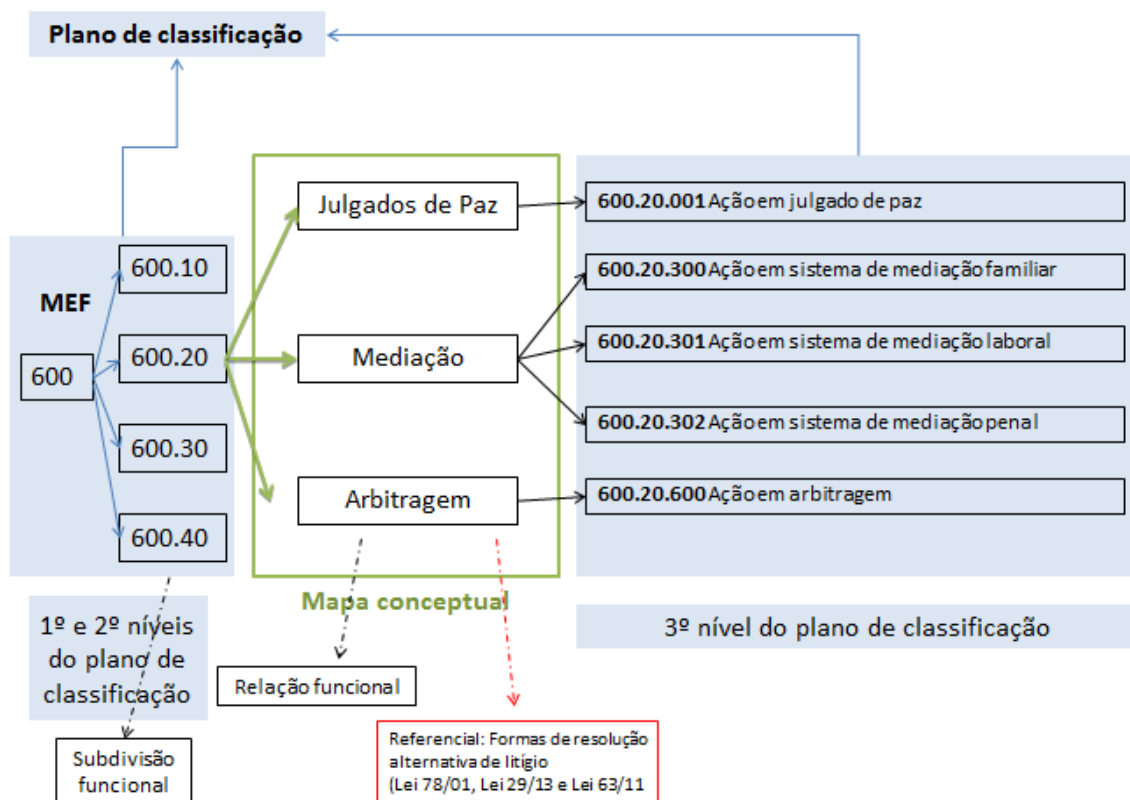 Plano de classificação
MEF
600
600.10
600.20
600.30
600.40
Julgados de Paz
Mediação
Arbitragem
Mapa conceptual
600.20.001 Ação em julgado de paz
600.20.300 Ação em sistema de mediação familiar
600.20.301 Ação em sistema de mediação laboral
600.20.302 Ação em sistema de mediação penal
600.20.600 Ação em arbitragem
1º e 2º níveis
do plano de
classificação
3º nível do plano de classificação
Relação funcional
Subdivisão
funcional
Referencial: Formas de resolução
alternativa de litígio
(Lei 78/01, Lei 29/13 e Lei 63/11